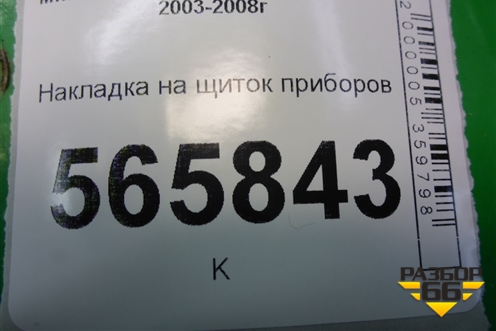 2003-2008г
Накладка на щиток приборов
565843
К
2000005359798
РАЗБОР
66